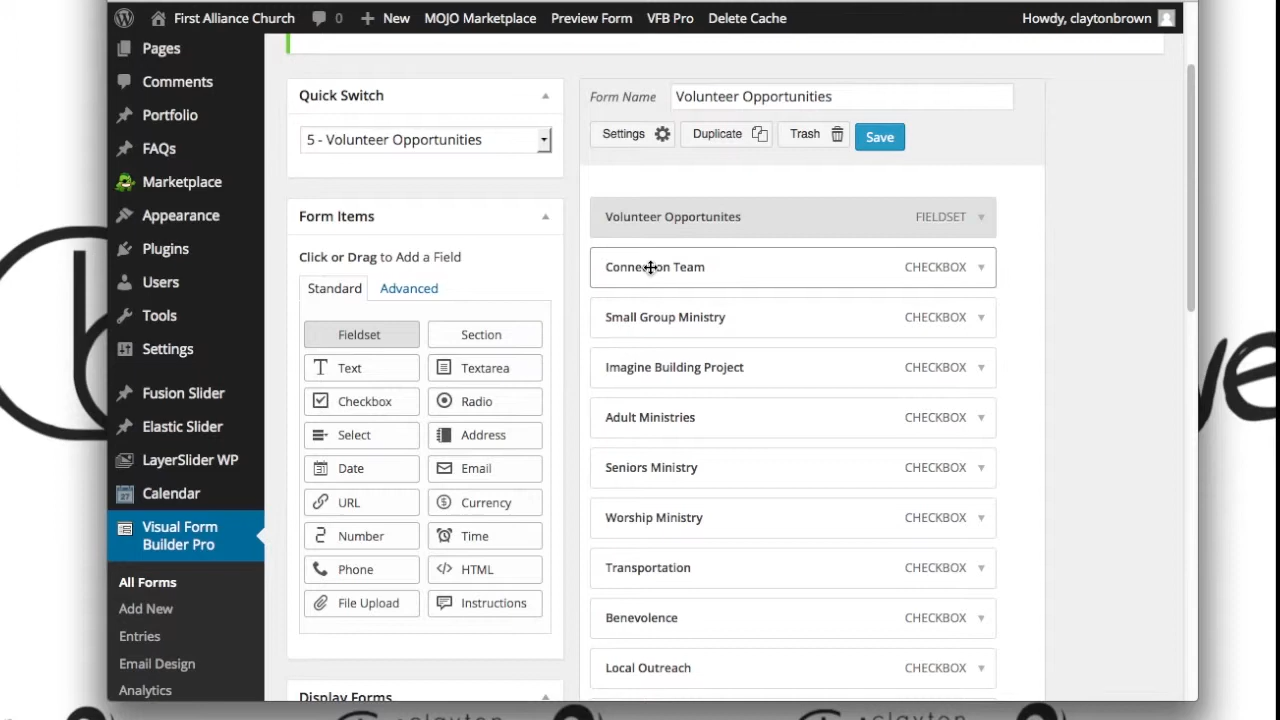 First Alliance Church 0 New MOJO Marketplace Preview Form VFB Pro Delete Cache Howdy, claytonbrown
Pages
Comments
Portfolio
FAQs
Marketplace
Appearance
Plugins
Users
Tools
Settings
Fusion Slider
Elastic Slider
LayerSlider WP
Calendar
Visual Form
Builder Pro
All Forms
Add New
Entries
Email Design
Analytics
Quick Switch
5 - Volunteer Opportunities
Form Items
Click or Drag to Add a Field
Standard Advanced
Fieldset Section
Text Textarea
Checkbox Radio
Select Address
Date Email
URL Currency
Number Time
Phone HTML
File Upload Instructions
Display Forms
Form Name Volunteer Opportunities
Settings Duplicate Trash Save
Volunteer Opportunites FIELDSET
Connection Team CHECKBOX
Small Group Ministry CHECKBOX
Imagine Building Project CHECKBOX
Adult Ministries CHECKBOX
Seniors Ministry CHECKBOX
Worship Ministry CHECKBOX
Transportation CHECKBOX
Benevolence CHECKBOX
Local Outreach CHECKBOX